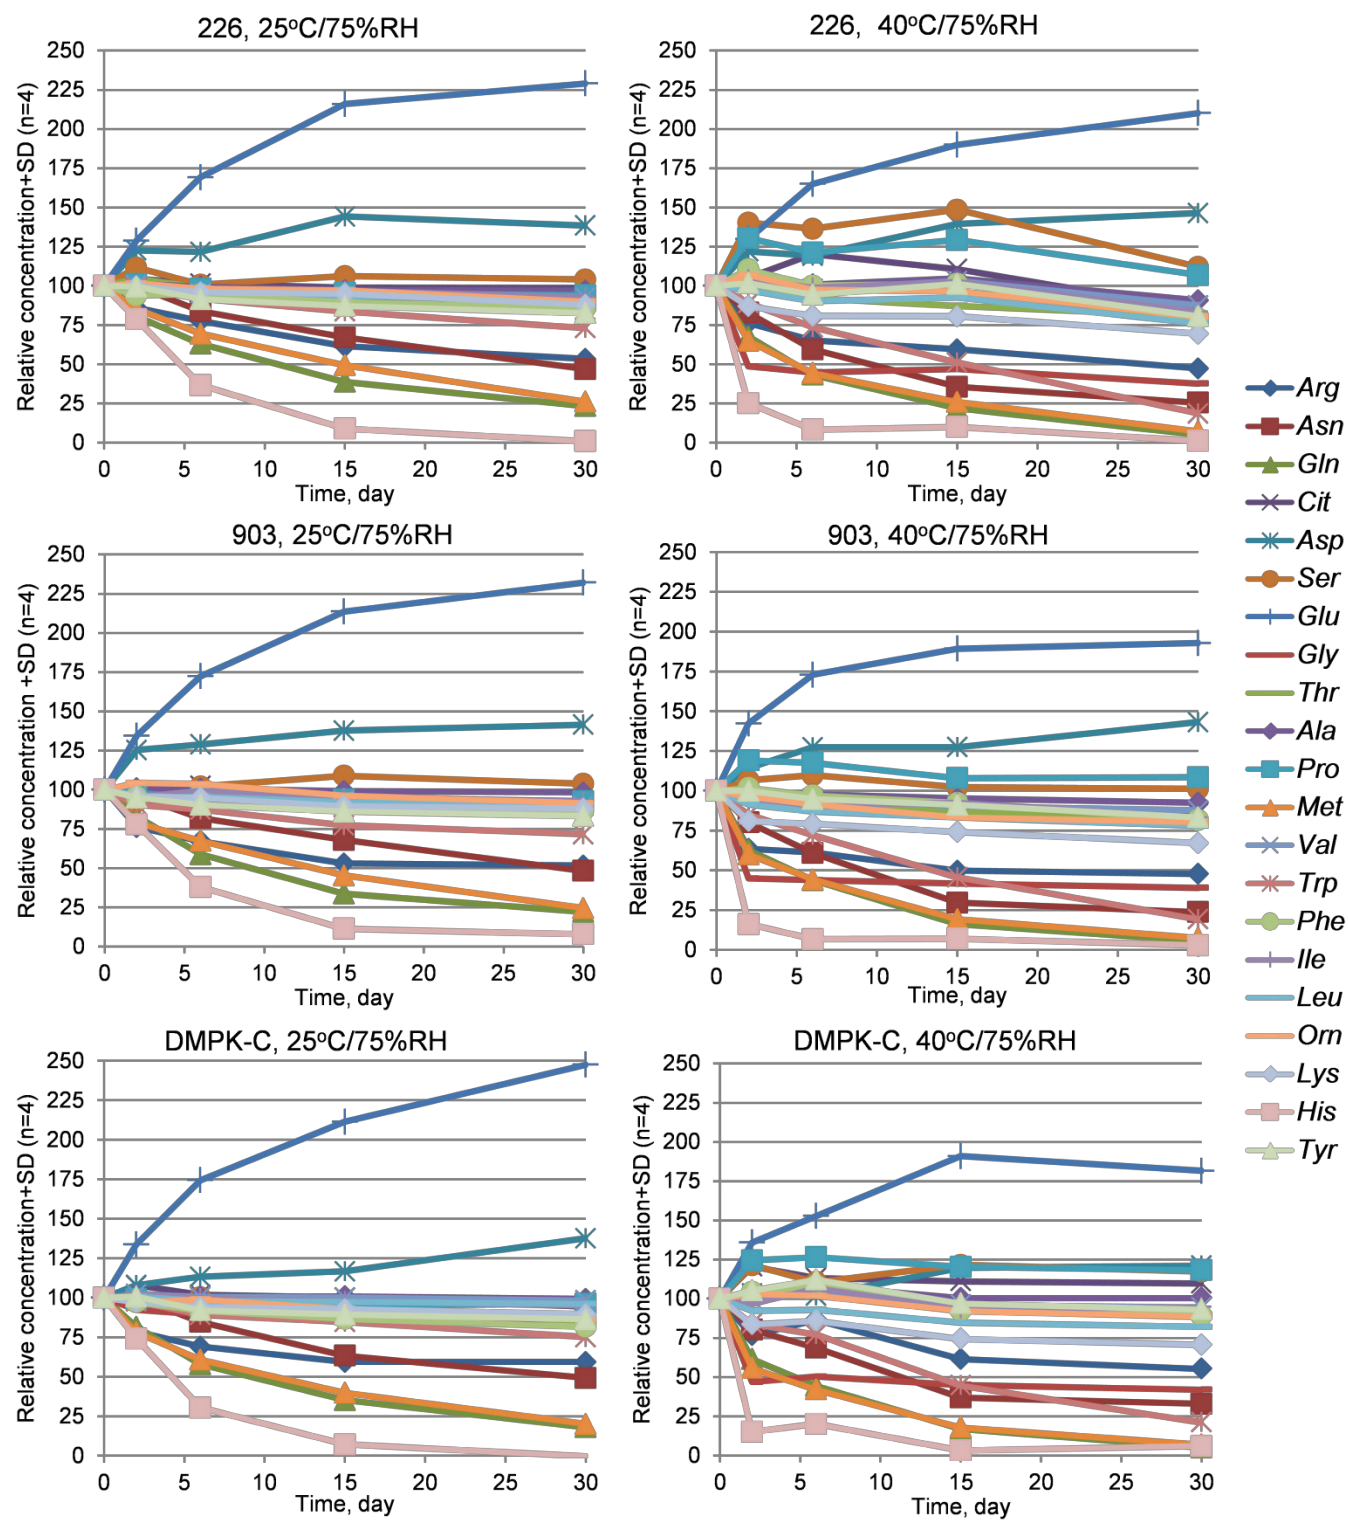 226, 25°C/75%RH
Relative concentration+SD (n=4)
250
225
200
175
150
125
100
75
50
25
0
0 5 10 15 20 25 30
Time, day
226, 40°C/75%RH
Relative concentration+SD (n=4)
250
225
200
175
150
125
100
75
50
25
0
0 5 10 15 20 25 30
Time, day
903, 25°C/75%RH
Relative concentration +SD (n=4)
250
225
200
175
150
125
100
75
50
25
0
0 5 10 15 20 25 30
Time, day
903, 40°C/75%RH
Relative concentration+SD (n=4)
250
225
200
175
150
125
100
75
50
25
0
0 5 10 15 20 25 30
Time, day
DMPK-C, 25°C/75%RH
Relative concentration+SD (n=4)
250
225
200
175
150
125
100
75
50
25
0
0 5 10 15 20 25 30
Time, day
DMPK-C, 40°C/75%RH
Relative concentration+SD (n=4)
250
225
200
175
150
125
100
75
50
25
0
0 5 10 15 20 25 30
Time, day
Arg
Asn
Gln
Cit
Asp
Ser
Glu
Gly
Thr
Ala
Pro
Met
Val
Trp
Phe
Ile
Leu
Orn
Lys
His
Tyr